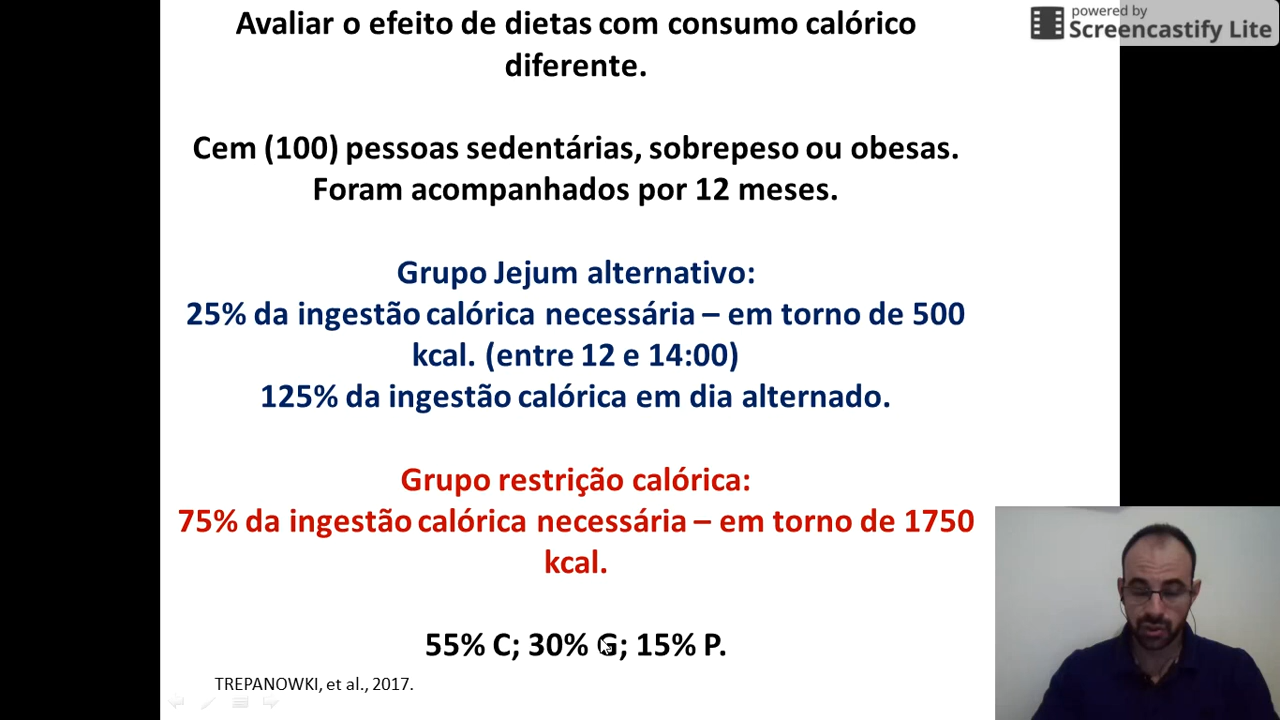 powered by
Screencastify Lite
Avaliar o efeito de dietas com consumo calórico
diferente.
Cem (100) pessoas sedentárias, sobrepeso ou obesas.
Foram acompanhados por 12 meses.
Grupo Jejum alternativo:
25% da ingestão calórica necessária – em torno de 500
kcal. (entre 12 e 14:00)
125% da ingestão calórica em dia alternado.
Grupo restrição calórica:
75% da ingestão calórica necessária – em torno de 1750
kcal.
55% C; 30% G; 15% P.
TREPANOWKI, et al., 2017.